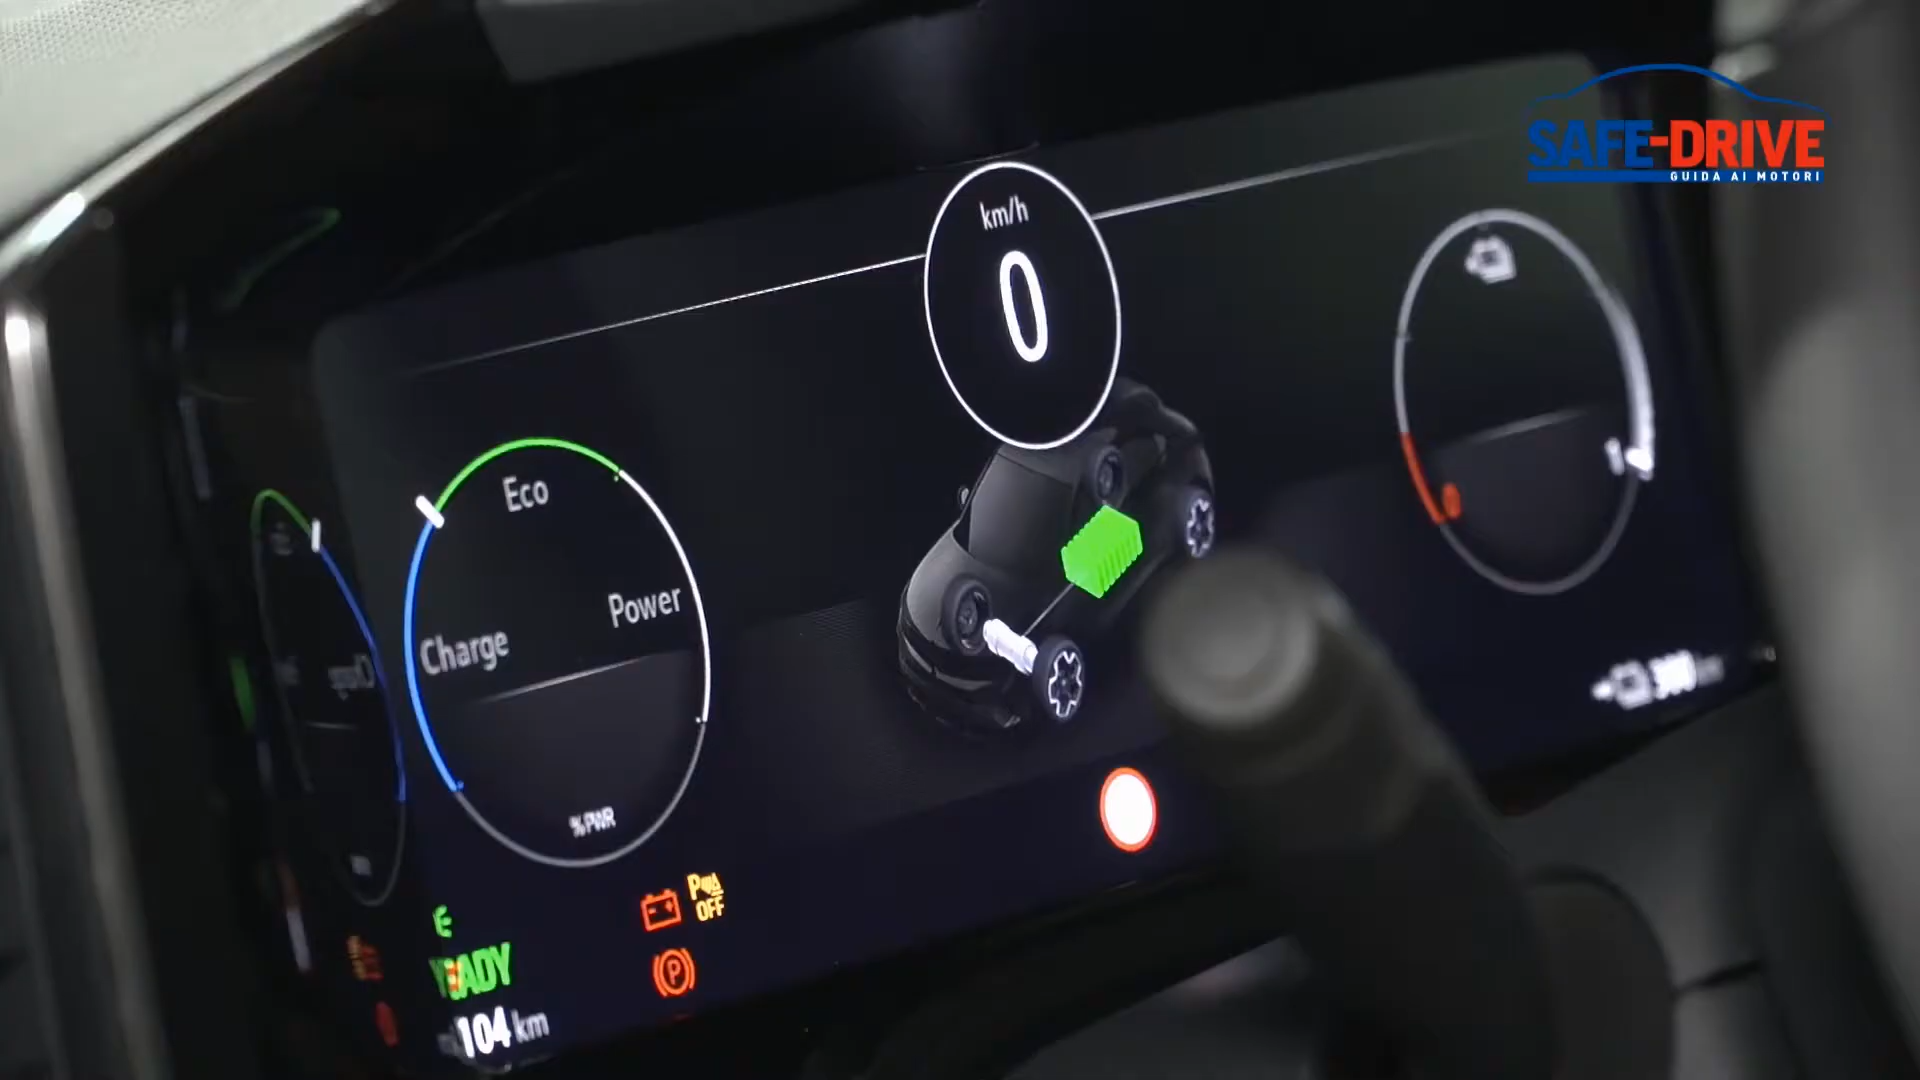 SAFE-DRIVE
GUIDA AI MOTORI
km/h
0
Eco
Power
Charge
%PWR
P
OFF
P
104 km